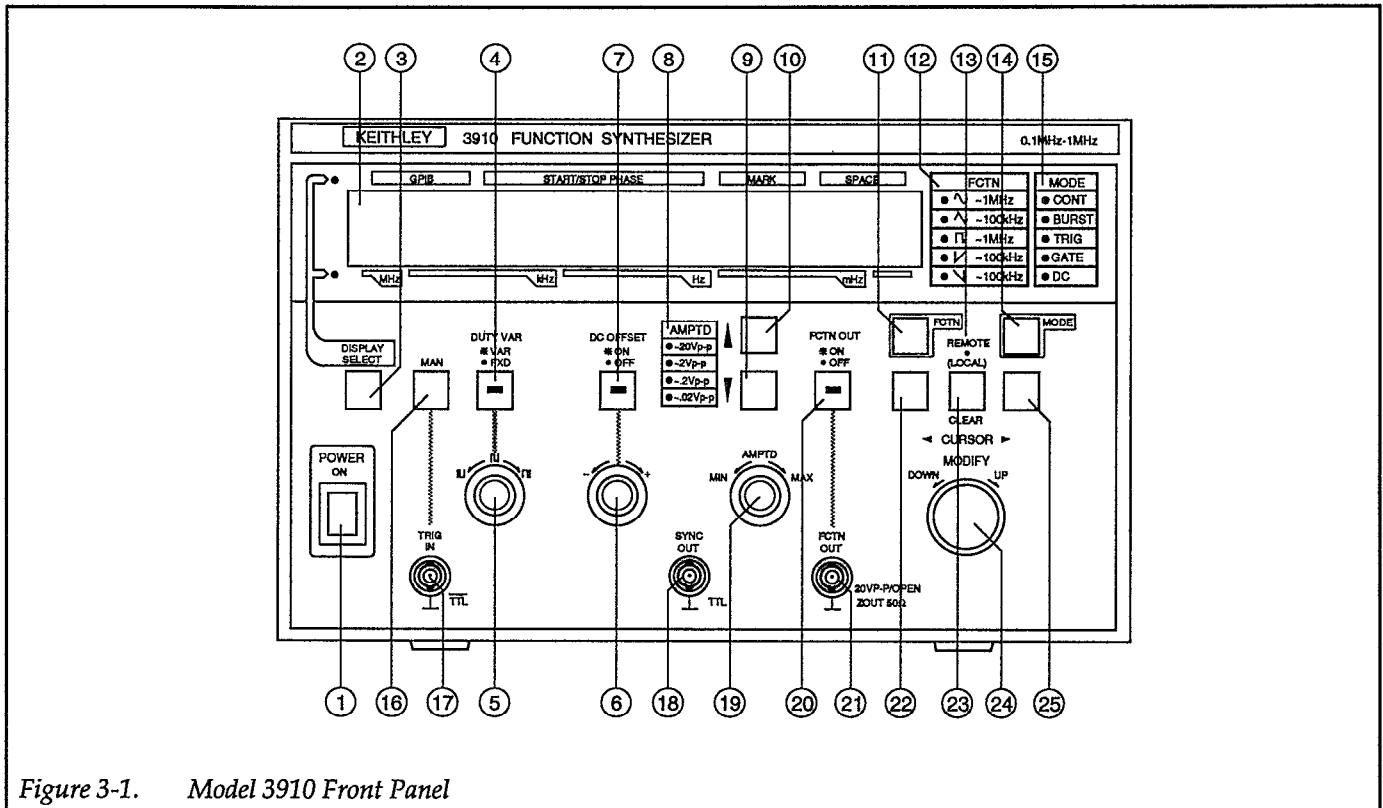 2 3 4 7 8 9 10 11 12 13 14 15
KEITHLEY 3910 FUNCTION SYNTHESIZER 0.1MHz-1MHz
GPIB START/STOP PHASE MARK SPACE
FCTN MODE
~1MHz CONT
~100kHz BURST
~1MHz TRIG
~100kHz GATE
~100kHz DC
MHz kHz Hz mHz
DISPLAY SELECT
MAN
DUTY VAR
VAR
FXD
DC OFFSET
ON
OFF
AMPTD
~20Vp-p
~2Vp-p
~.2Vp-p
~.02Vp-p
FCTN OUT
ON
OFF
FCTN
REMOTE
(LOCAL)
MODE
CLEAR
CURSOR
MODIFY
DOWN UP
POWER
ON
- +
AMPTD
MIN MAX
TRIG
IN
TTL
SYNC
OUT
TTL
FCTN
OUT
20VP-P/OPEN
ZOUT 50Ω
1 16 17 5 6 18 19 20 21 22 23 24 25
Figure 3-1. Model 3910 Front Panel